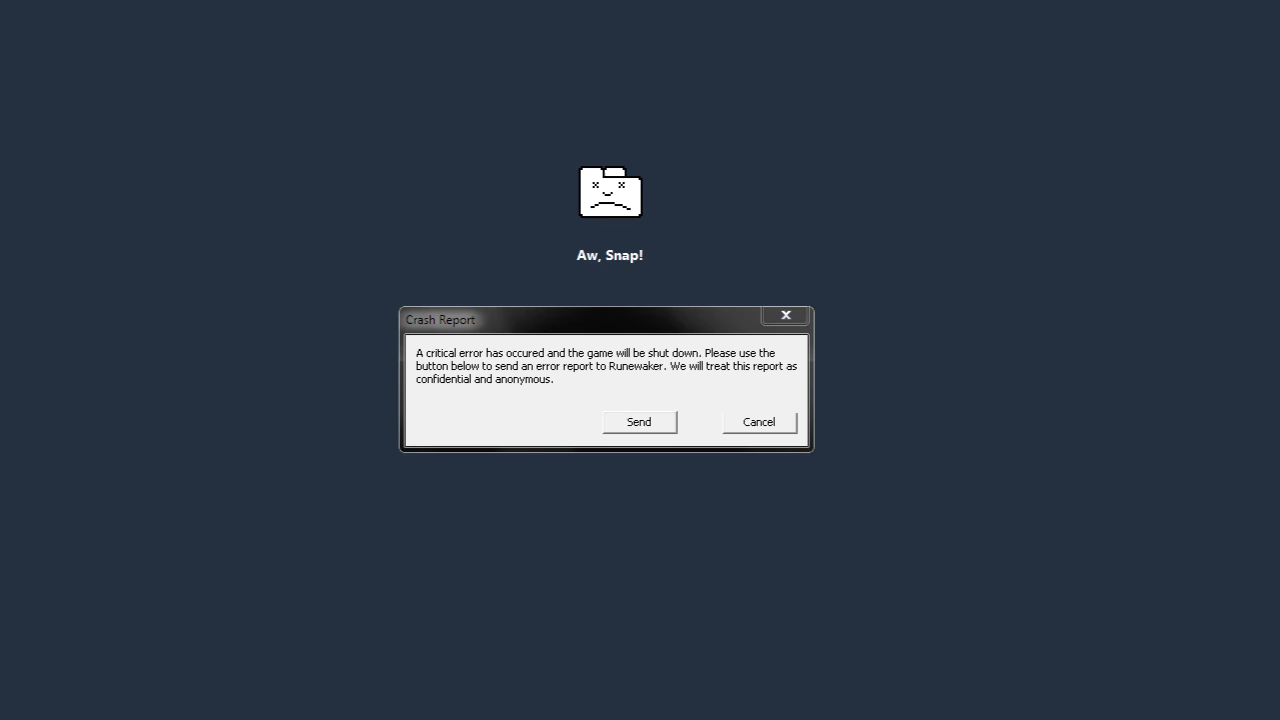 Aw, Snap!
Crash Report
X
A critical error has occured and the game will be shut down. Please use the
button below to send an error report to Runewaker. We will treat this report as
confidential and anonymous.
Send
Cancel